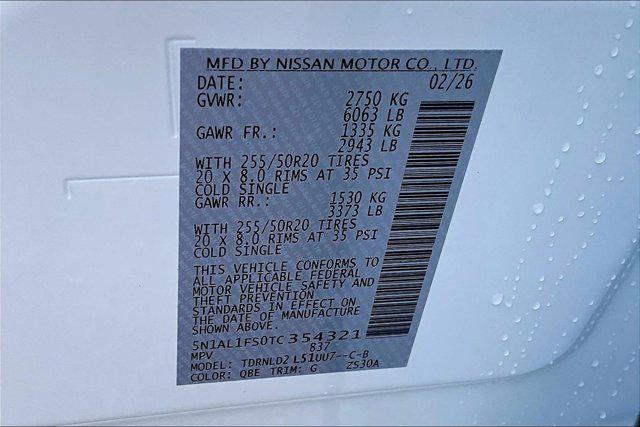 MFD BY NISSAN MOTOR CO., LTD.
DATE: 02/26
GVWR: 2750 KG
6063 LB
GAWR FR.: 1335 KG
2943 LB
WITH 255/50R20 TIRES
20 X 8.0 RIMS AT 35 PSI
COLD SINGLE
GAWR RR.: 1530 KG
3373 LB
WITH 255/50R20 TIRES
20 X 8.0 RIMS AT 35 PSI
COLD SINGLE
THIS VEHICLE CONFORMS TO
ALL APPLICABLE FEDERAL
MOTOR VEHICLE SAFETY AND
THEFT PREVENTION
STANDARDS IN EFFECT ON
THE DATE OF MANUFACTURE
SHOWN ABOVE.
5N1AL1FS0TC354321
MPV 837
MODEL: TDRNLD2 L51UU7--C-B
COLOR: QBE TRIM: G ZS30A